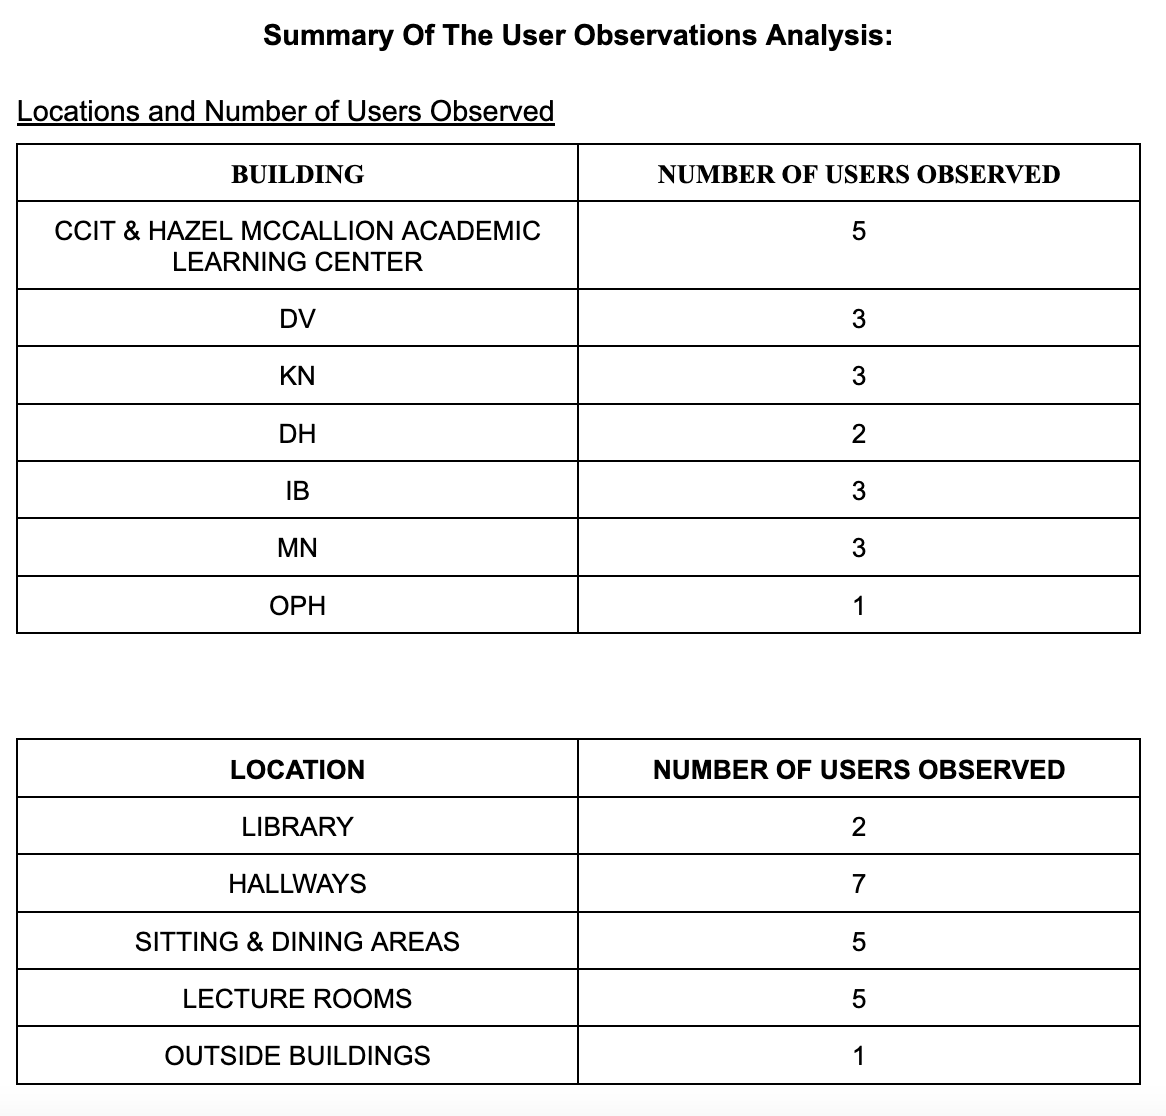 Summary Of The User Observations Analysis:
Locations and Number of Users Observed
BUILDING NUMBER OF USERS OBSERVED
CCIT & HAZEL MCCALLION ACADEMIC 5
LEARNING CENTER
DV 3
KN 3
DH 2
IB 3
MN 3
OPH 1
LOCATION NUMBER OF USERS OBSERVED
LIBRARY 2
HALLWAYS 7
SITTING & DINING AREAS 5
LECTURE ROOMS 5
OUTSIDE BUILDINGS 1